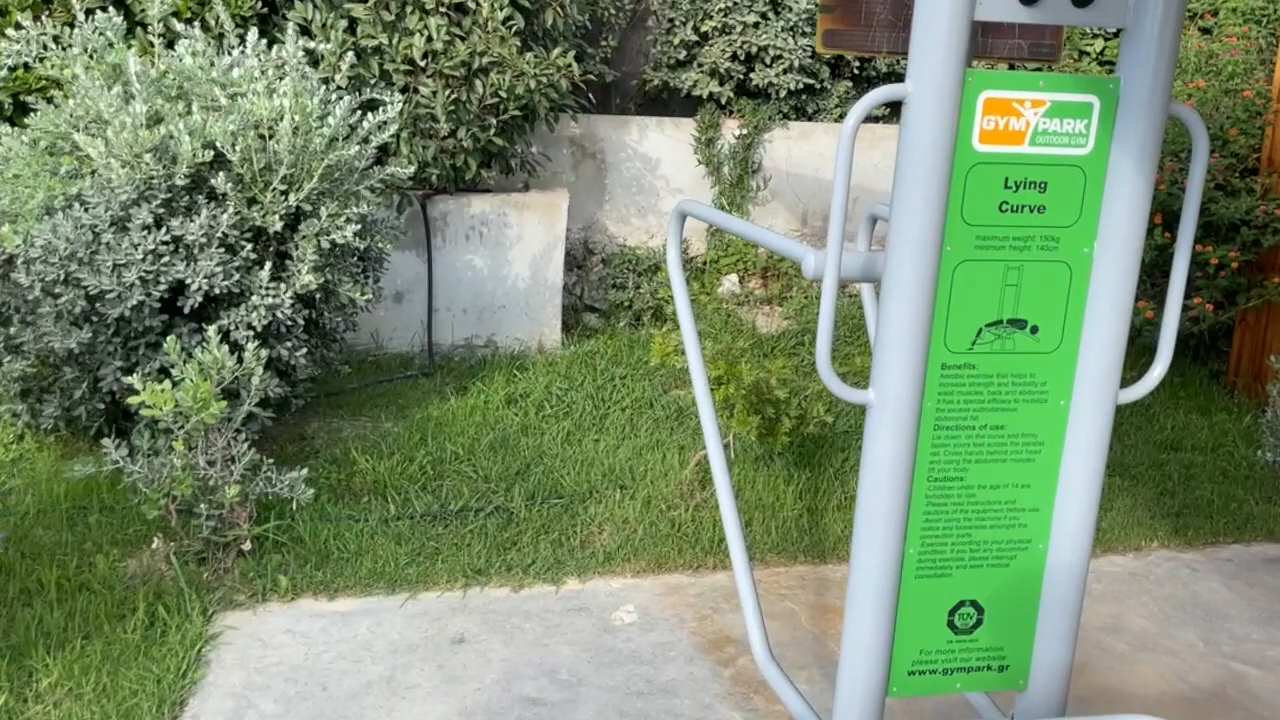 GYM PARK
OUTDOOR GYM
Lying
Curve
maximum weight: 150kg
minimum height: 140cm
Benefits:
Aerobic exercise that helps to
increase strength and flexibility of
waist muscles, back and abdomen.
It has a special efficacy to mobilize
the excess subcutaneous
abdominal fat.
Directions of use:
Lie down on the curve and firmly
fasten yours feet across the parallel
rail. Cross hands behind your head
and using the abdominal muscles
lift your body.
Cautions:
-Children under the age of 14 are
forbidden to use.
-Please read instructions and
cautions of the equipment before use.
-Avoid using the machine if you
notice any looseness amongst the
connection parts.
-Exercise according to your physical
condition. If you feel any discomfort
during exercise, please interrupt
immediately and seek medical
consultation.
TÜV
For more information
please visit our website
www.gympark.gr